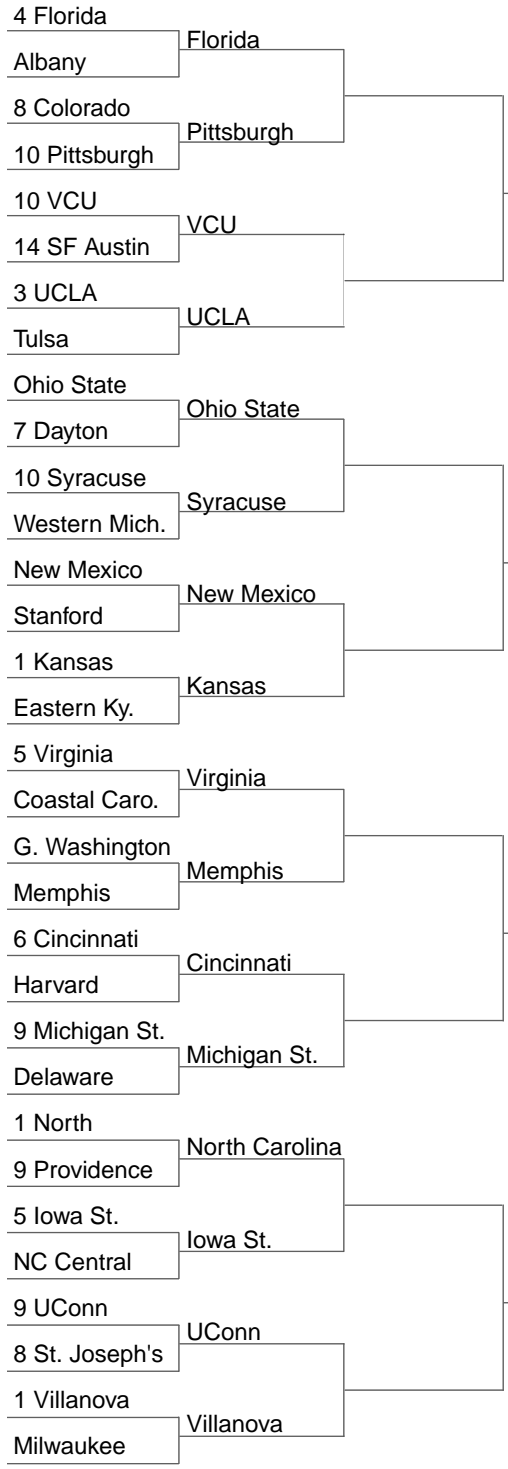 4 Florida
Florida
Albany
8 Colorado
Pittsburgh
10 Pittsburgh
10 VCU
VCU
14 SF Austin
3 UCLA
UCLA
Tulsa
Ohio State
Ohio State
7 Dayton
10 Syracuse
Syracuse
Western Mich.
New Mexico
New Mexico
Stanford
1 Kansas
Kansas
Eastern Ky.
5 Virginia
Virginia
Coastal Caro.
G. Washington
Memphis
Memphis
6 Cincinnati
Cincinnati
Harvard
9 Michigan St.
Michigan St.
Delaware
1 North
North Carolina
9 Providence
5 Iowa St.
Iowa St.
NC Central
9 UConn
UConn
8 St. Joseph's
1 Villanova
Villanova
Milwaukee